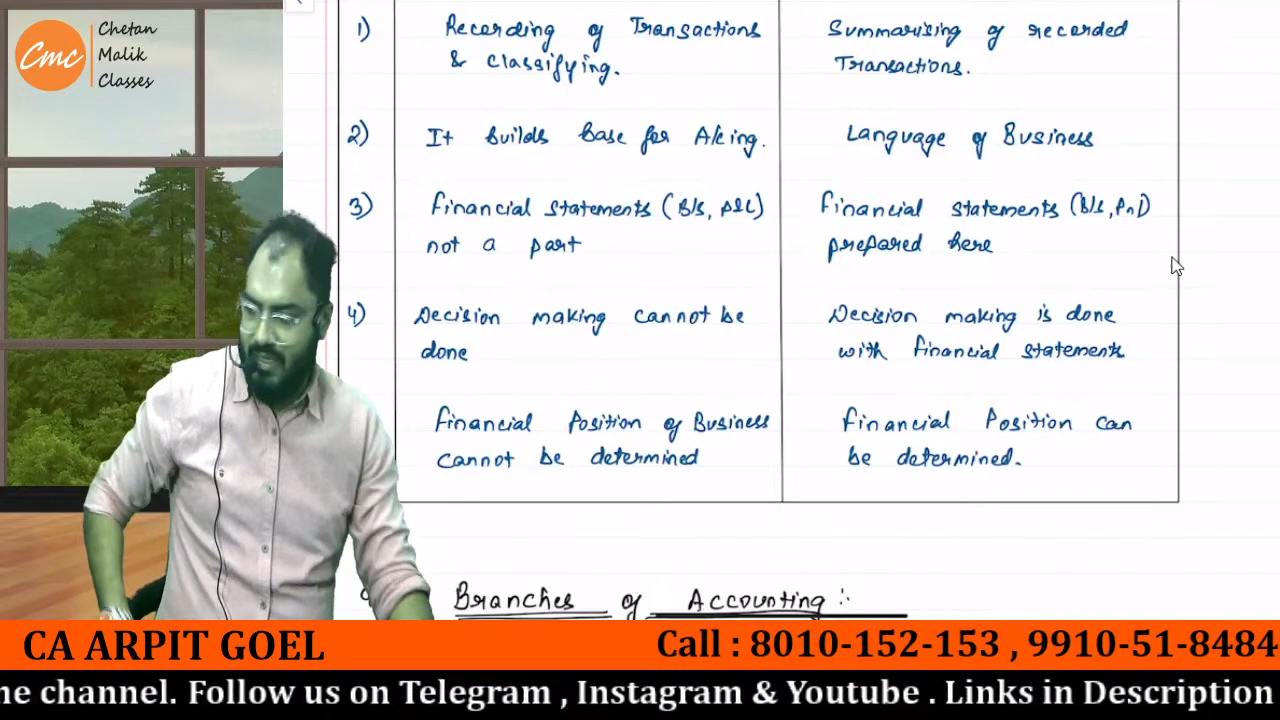 Chetan
Malik
Classes
Cmc
1) Recording of Transactions
& classifying.
Summarising of recorded
Transactions.
2) It builds base for A/cing.
Language of Business
3) Financial statements (B/s, P&L)
not a part
Financial statements (B/s, Pnl)
prepared here
4) Decision making cannot be
done
Decision making is done
with financial statements
Financial Position of Business
cannot be determined
Financial Position can
be determined.
Branches of Accounting :
CA ARPIT GOEL
Call : 8010-152-153 , 9910-51-8484
ne channel. Follow us on Telegram , Instagram & Youtube . Links in Description